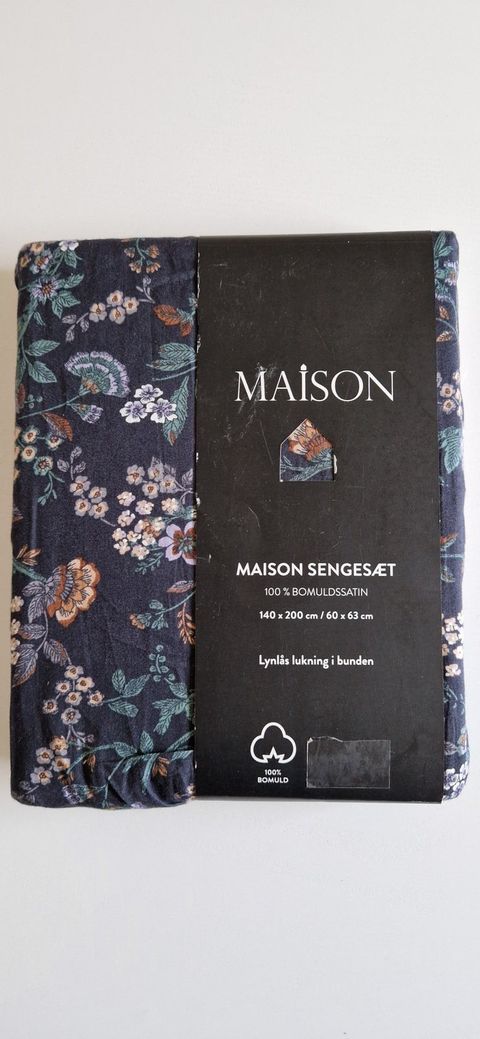 MAISON
MAISON SENGESÆT
100 % BOMULDSSATIN
140 x 200 cm / 60 x 63 cm
Lynlås lukning i bunden
100%
BOMULD